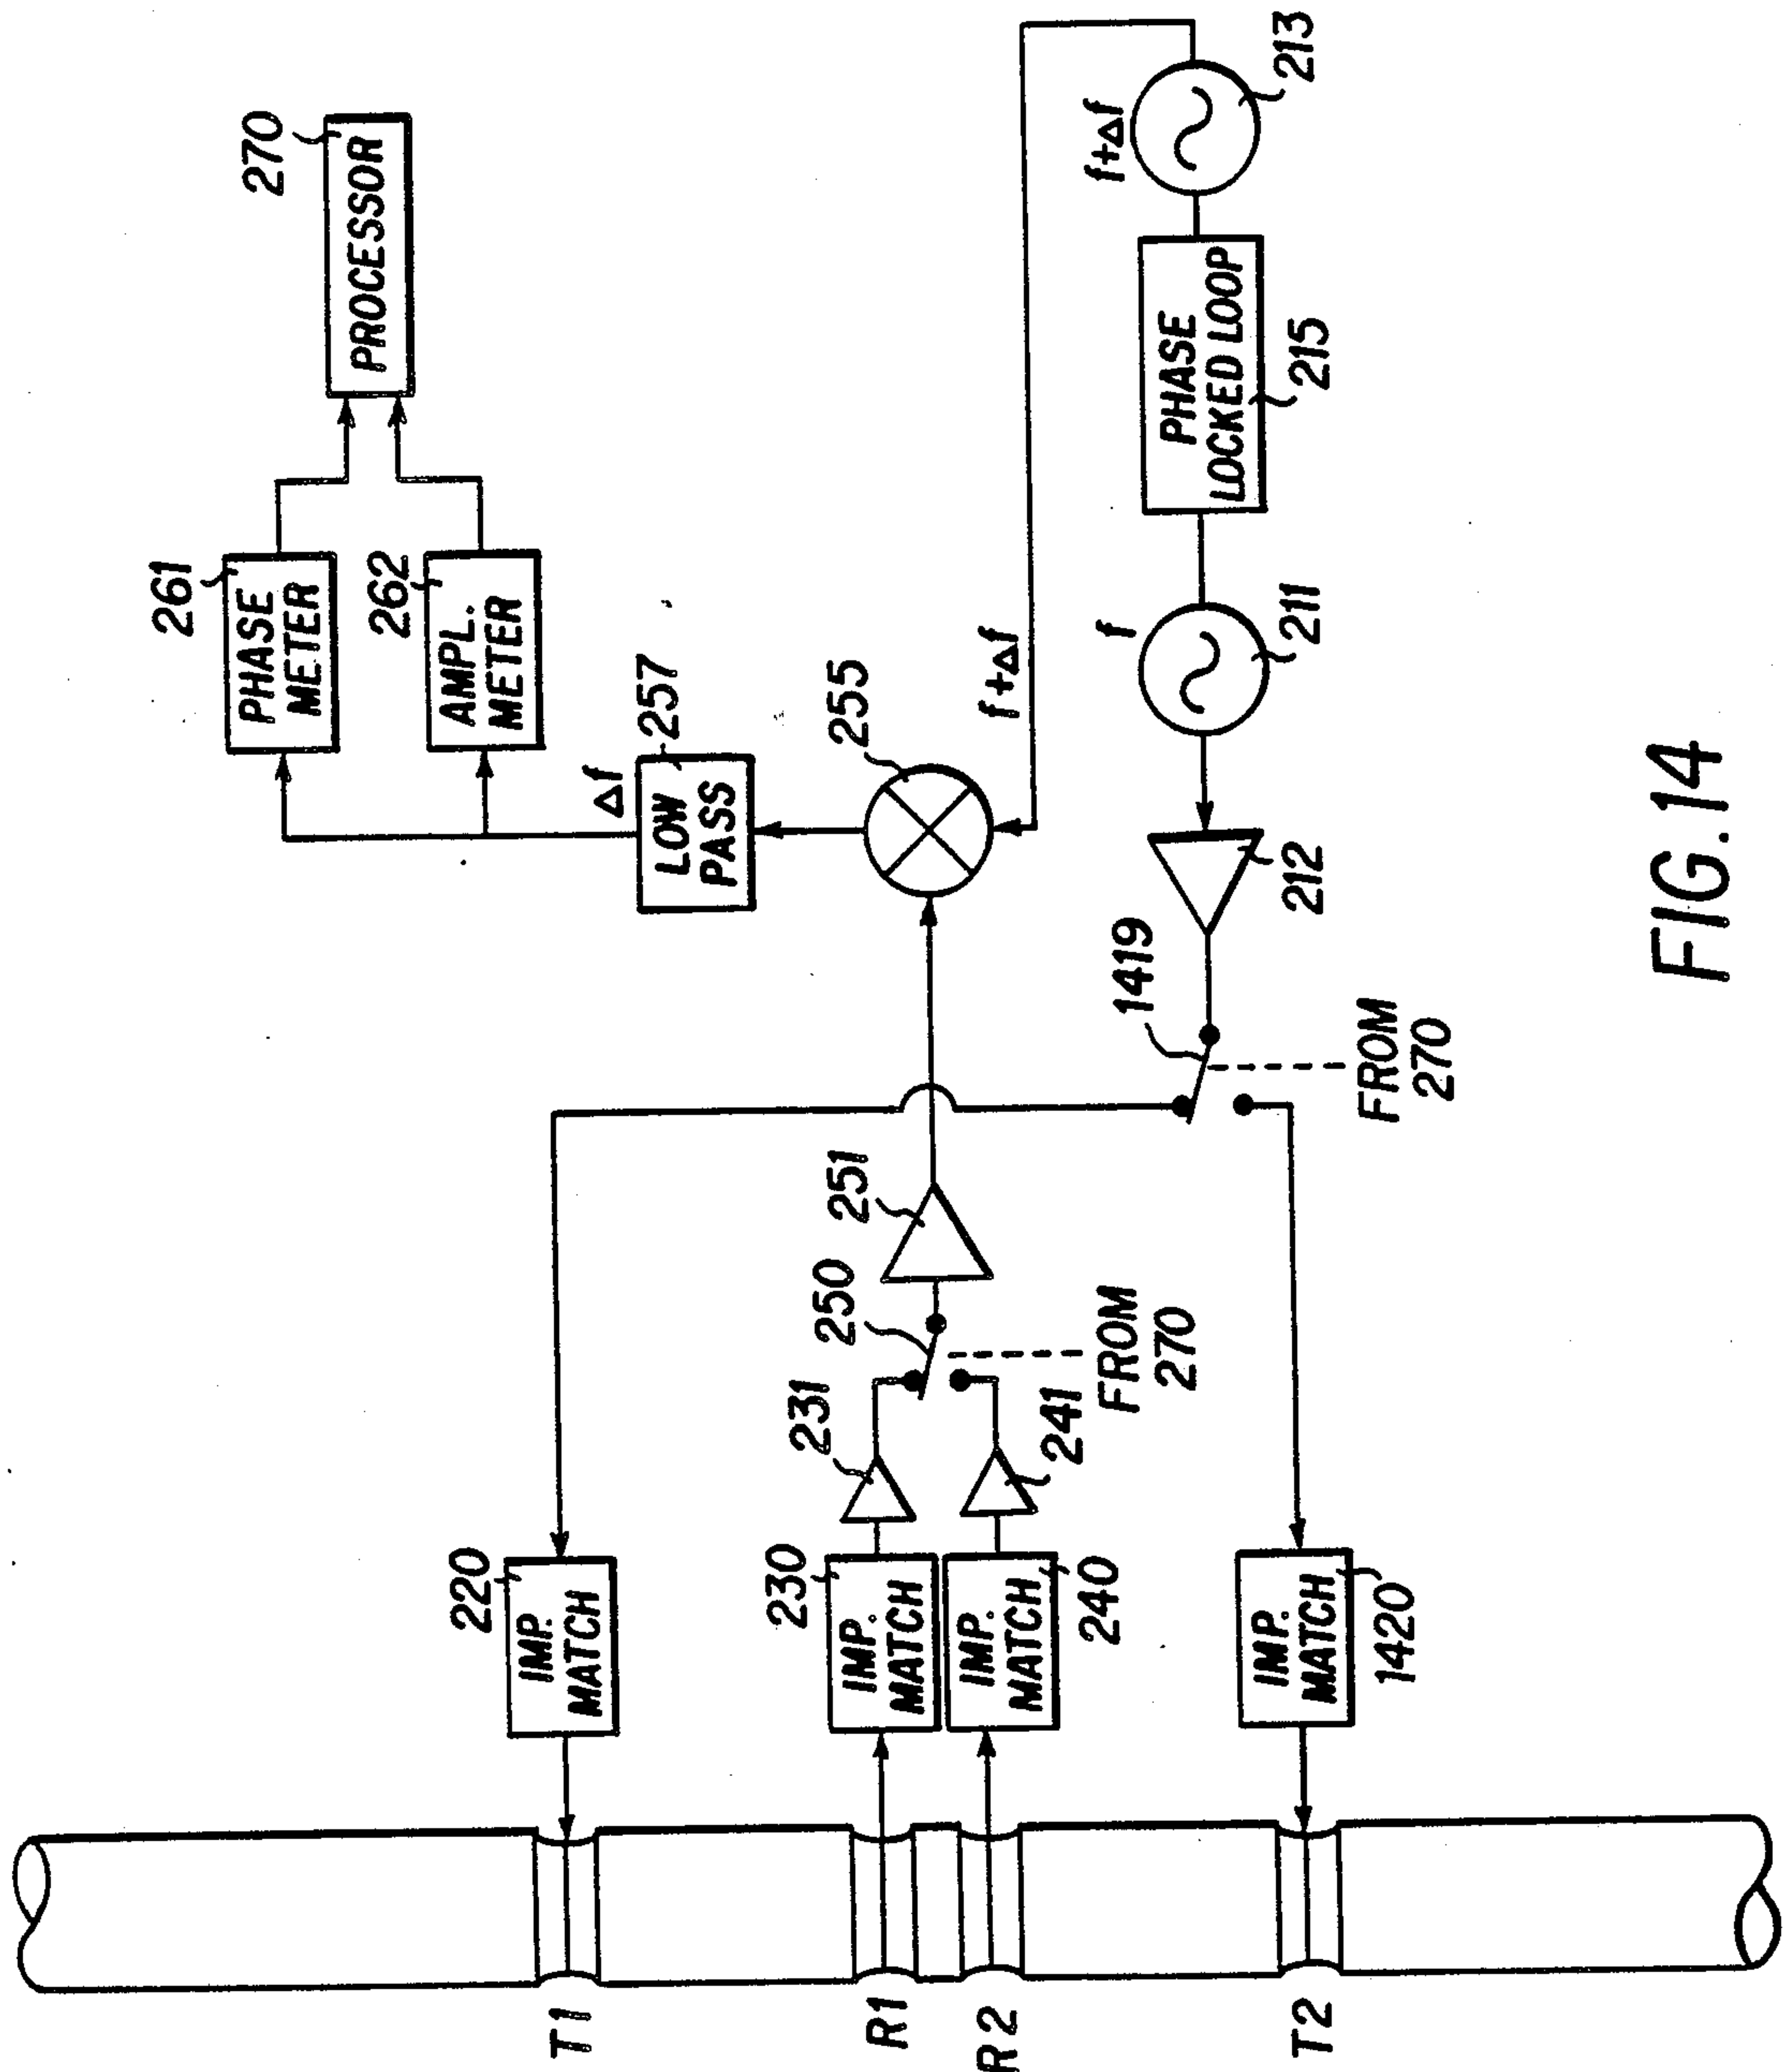 T1
R1
R2
T2
220
IMP.
MATCH
230
IMP.
MATCH
IMP.
MATCH
240
IMP.
MATCH
1420
231
241
250
FROM
270
251
1419
FROM
270
212
f
211
PHASE
LOCKED LOOP
215
f+Δf
213
f+Δf
255
LOW
PASS
257
Δf
261
PHASE
METER
262
AMPL.
METER
270
PROCESSOR
FIG.14